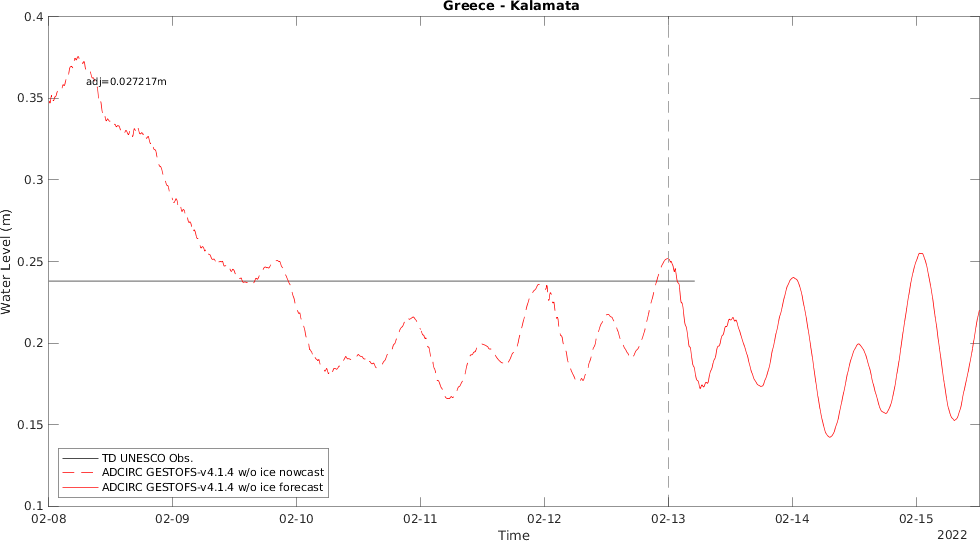 Greece - Kalamata
0.4
0.35
0.3
0.25
0.2
0.15
0.1
Water Level (m)
adj=0.027217m
TD UNESCO Obs.
ADCIRC GESTOFS-v4.1.4 w/o ice nowcast
ADCIRC GESTOFS-v4.1.4 w/o ice forecast
02-08 02-09 02-10 02-11 02-12 02-13 02-14 02-15
Time
2022